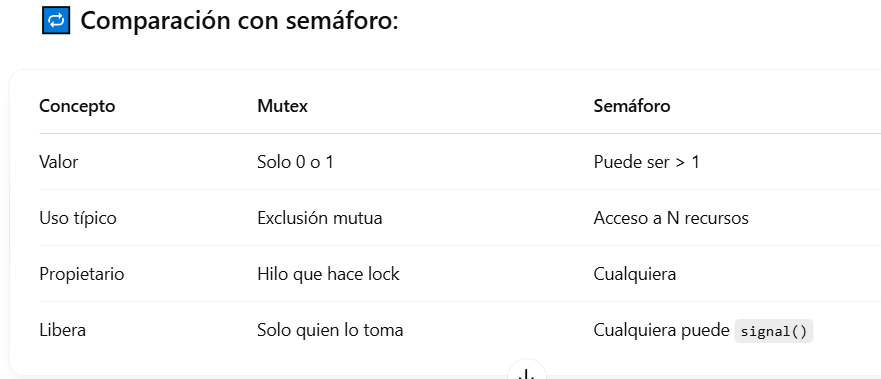 🔁 Comparación con semáforo:
Concepto Mutex Semáforo
Valor Solo 0 o 1 Puede ser > 1
Uso típico Exclusión mutua Acceso a N recursos
Propietario Hilo que hace lock Cualquiera
Libera Solo quien lo toma Cualquiera puede signal()